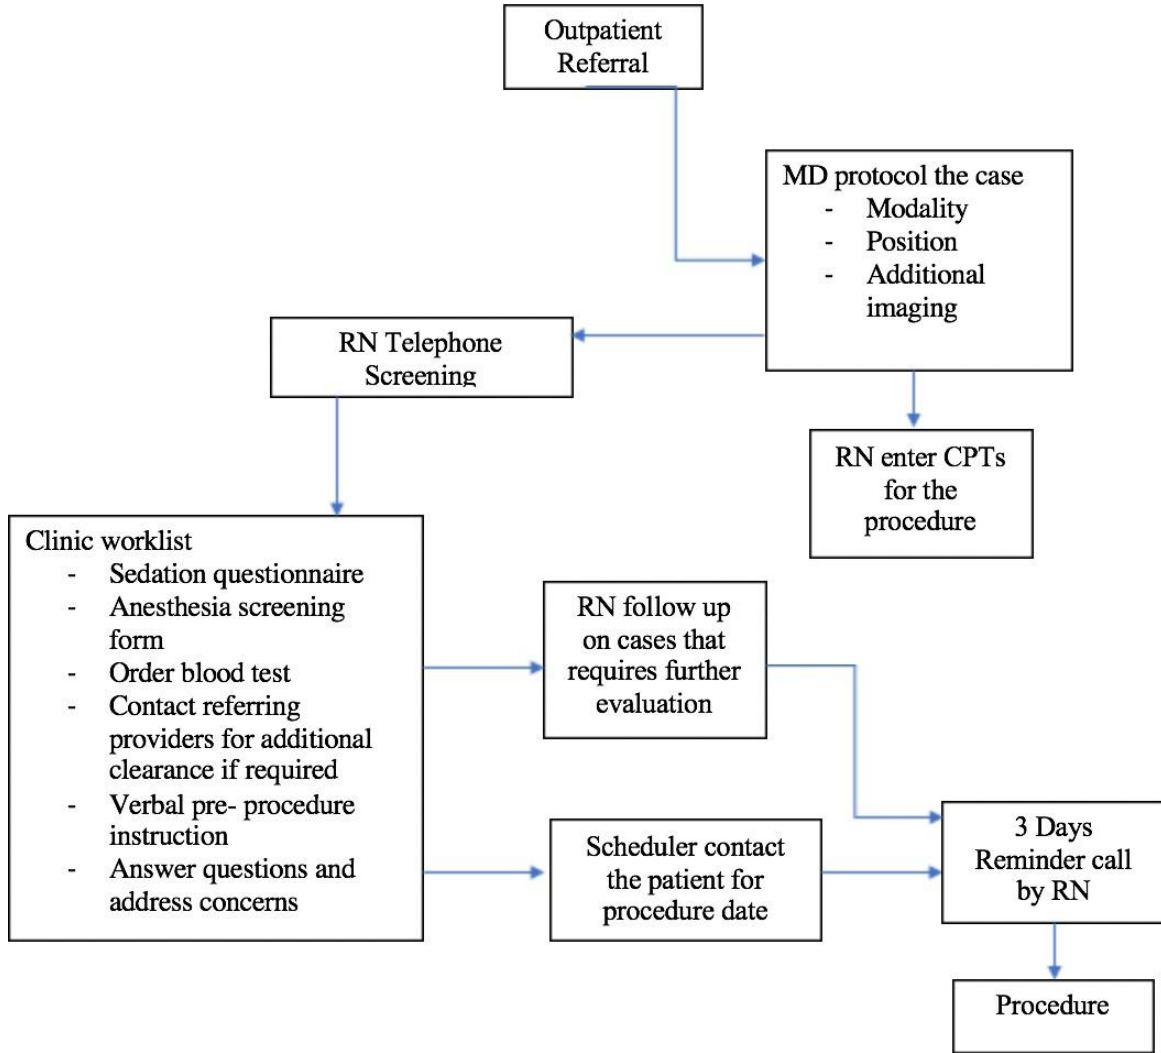 Outpatient
Referral
MD protocol the case
- Modality
- Position
- Additional
imaging
RN Telephone
Screening
RN enter CPTs
for the
procedure
Clinic worklist
- Sedation questionnaire
- Anesthesia screening
form
- Order blood test
- Contact referring
providers for additional
clearance if required
- Verbal pre- procedure
instruction
- Answer questions and
address concerns
RN follow up
on cases that
requires further
evaluation
Scheduler contact
the patient for
procedure date
3 Days
Reminder call
by RN
Procedure